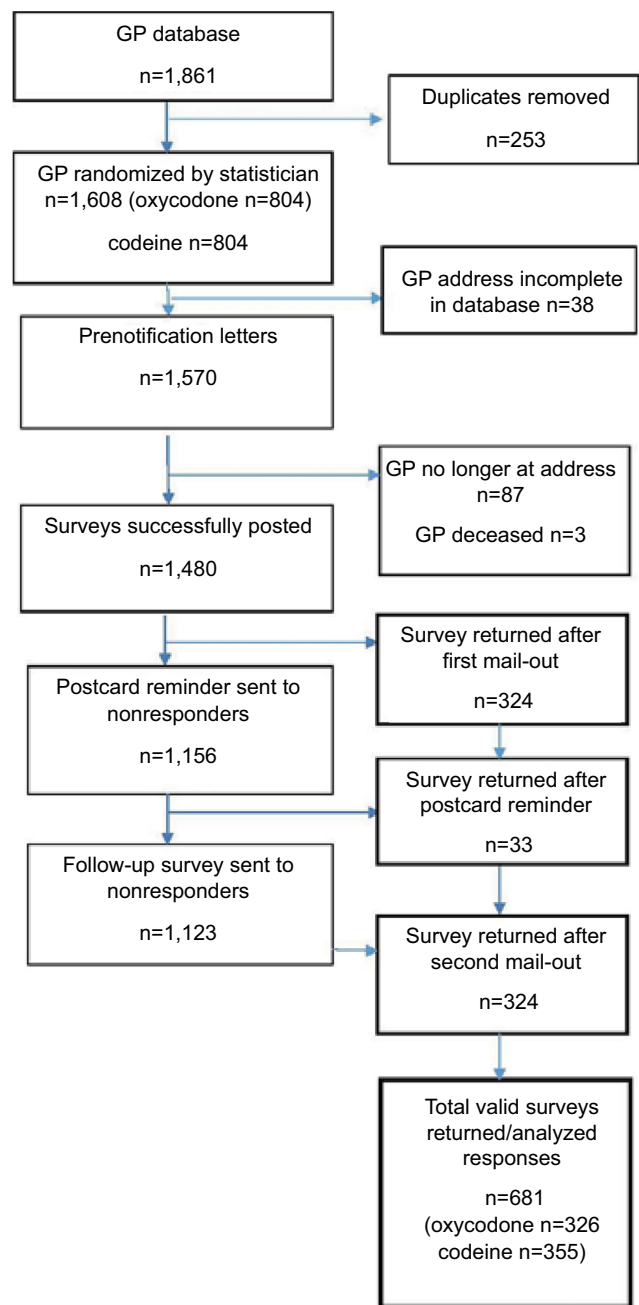 GP database
n=1,861
Duplicates removed
n=253
GP randomized by statistician
n=1,608 (oxycodone n=804)
codeine n=804
GP address incomplete
in database n=38
Prenotification letters
n=1,570
GP no longer at address
n=87
GP deceased n=3
Surveys successfully posted
n=1,480
Survey returned after
first mail-out
n=324
Postcard reminder sent to
nonresponders
n=1,156
Survey returned after
postcard reminder
n=33
Follow-up survey sent to
nonresponders
n=1,123
Survey returned after
second mail-out
n=324
Total valid surveys
returned/analyzed
responses
n=681
(oxycodone n=326
codeine n=355)